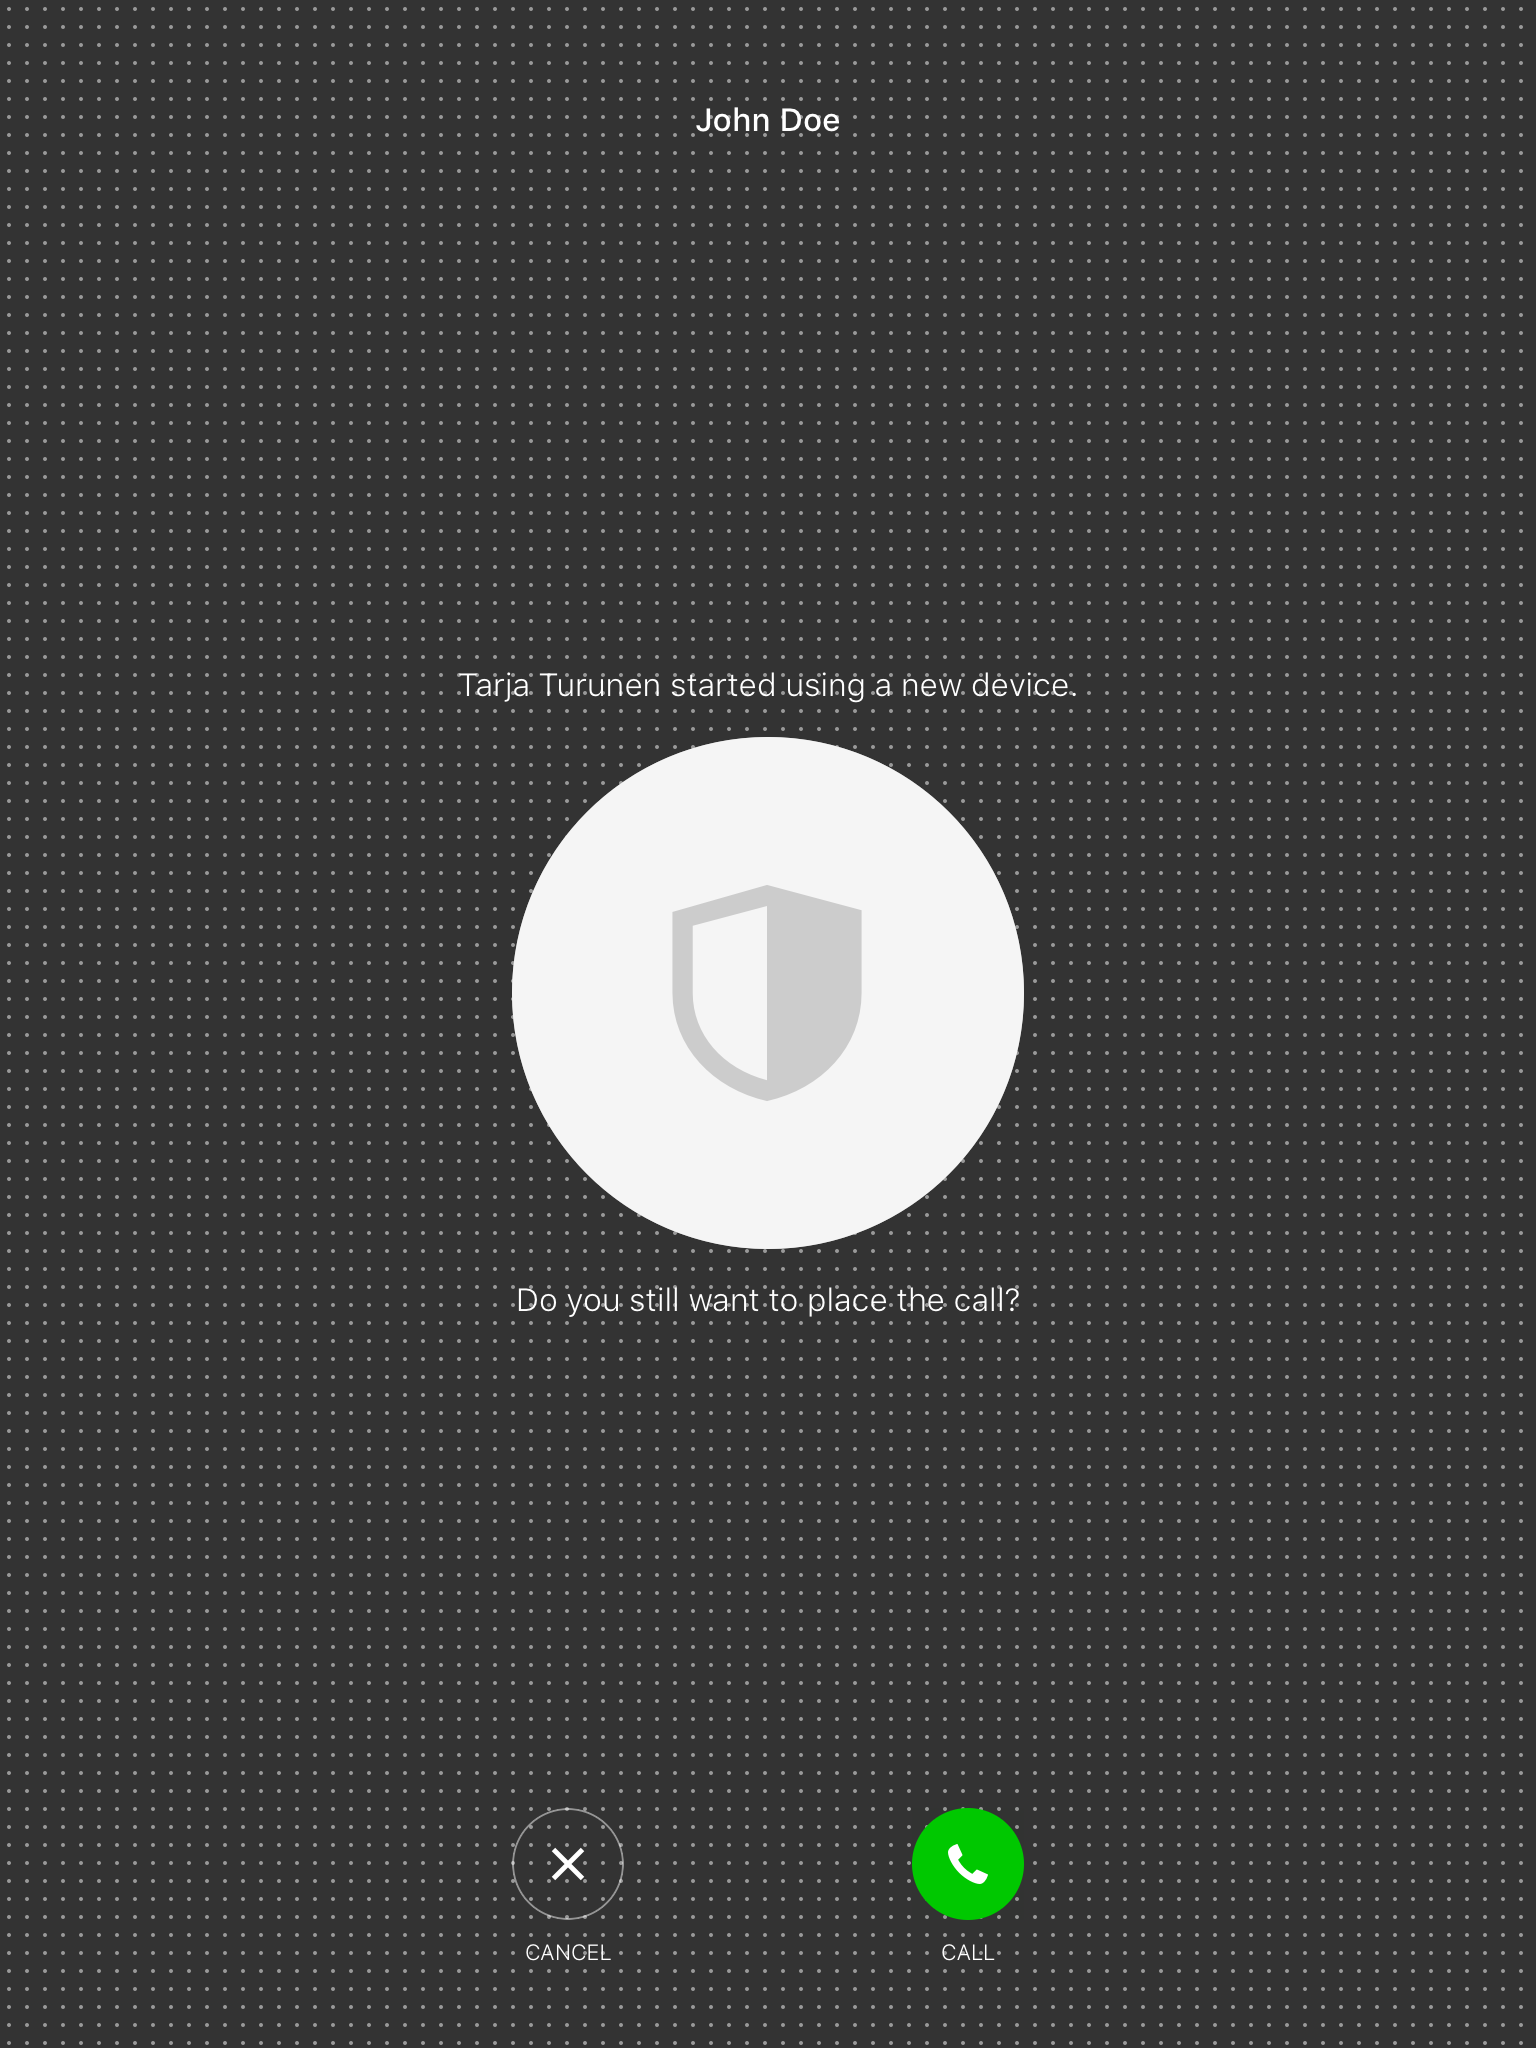 John Doe
Tarja Turunen started using a new device.
Do you still want to place the call?
CANCEL
CALL